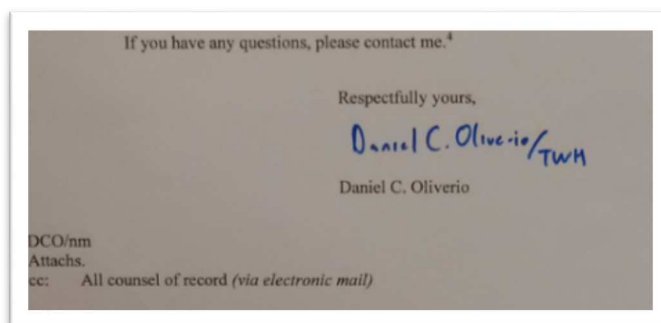 If you have any questions, please contact me.⁴
Respectfully yours,
Daniel C. Oliverio/TWH
Daniel C. Oliverio
DCO/nm
Attachs.
cc: All counsel of record (via electronic mail)